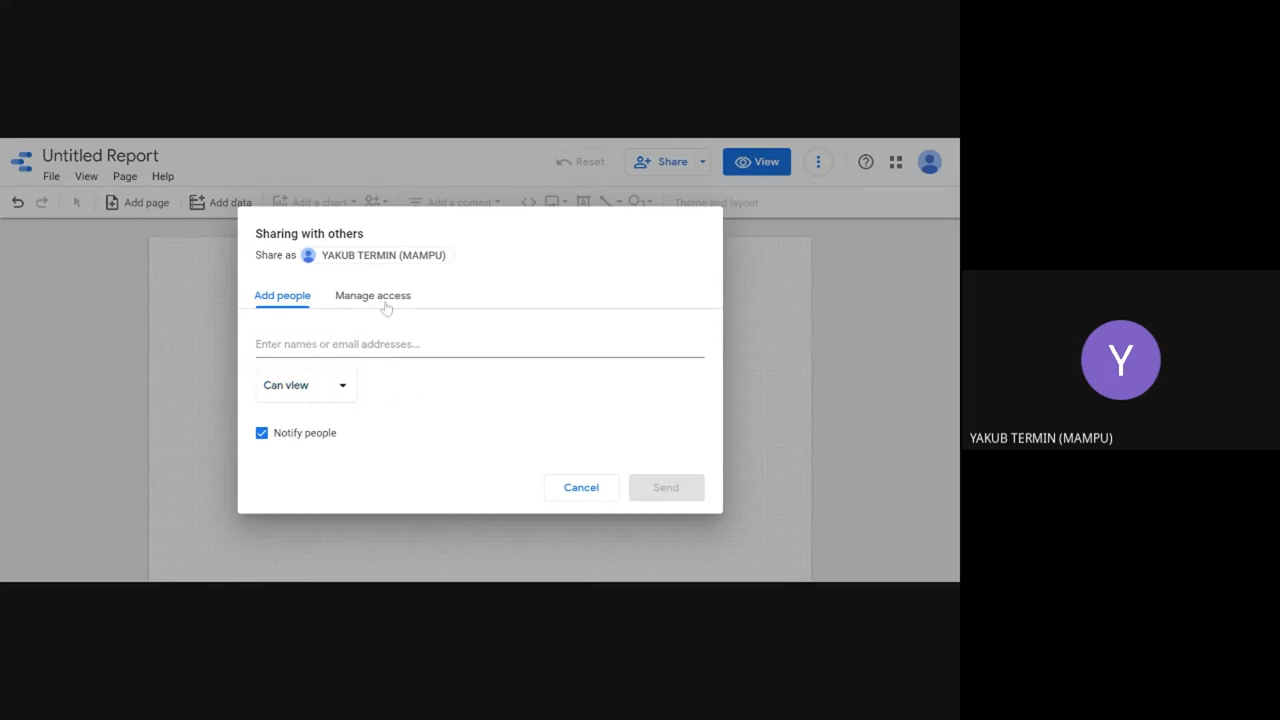 Untitled Report
File View Page Help
Reset Share View
Add page Add data Add a chart Add a control Theme and layout
Sharing with others
Share as YAKUB TERMIN (MAMPU)
Add people Manage access
Enter names or email addresses...
Can view
Notify people
Cancel Send
Y
YAKUB TERMIN (MAMPU)